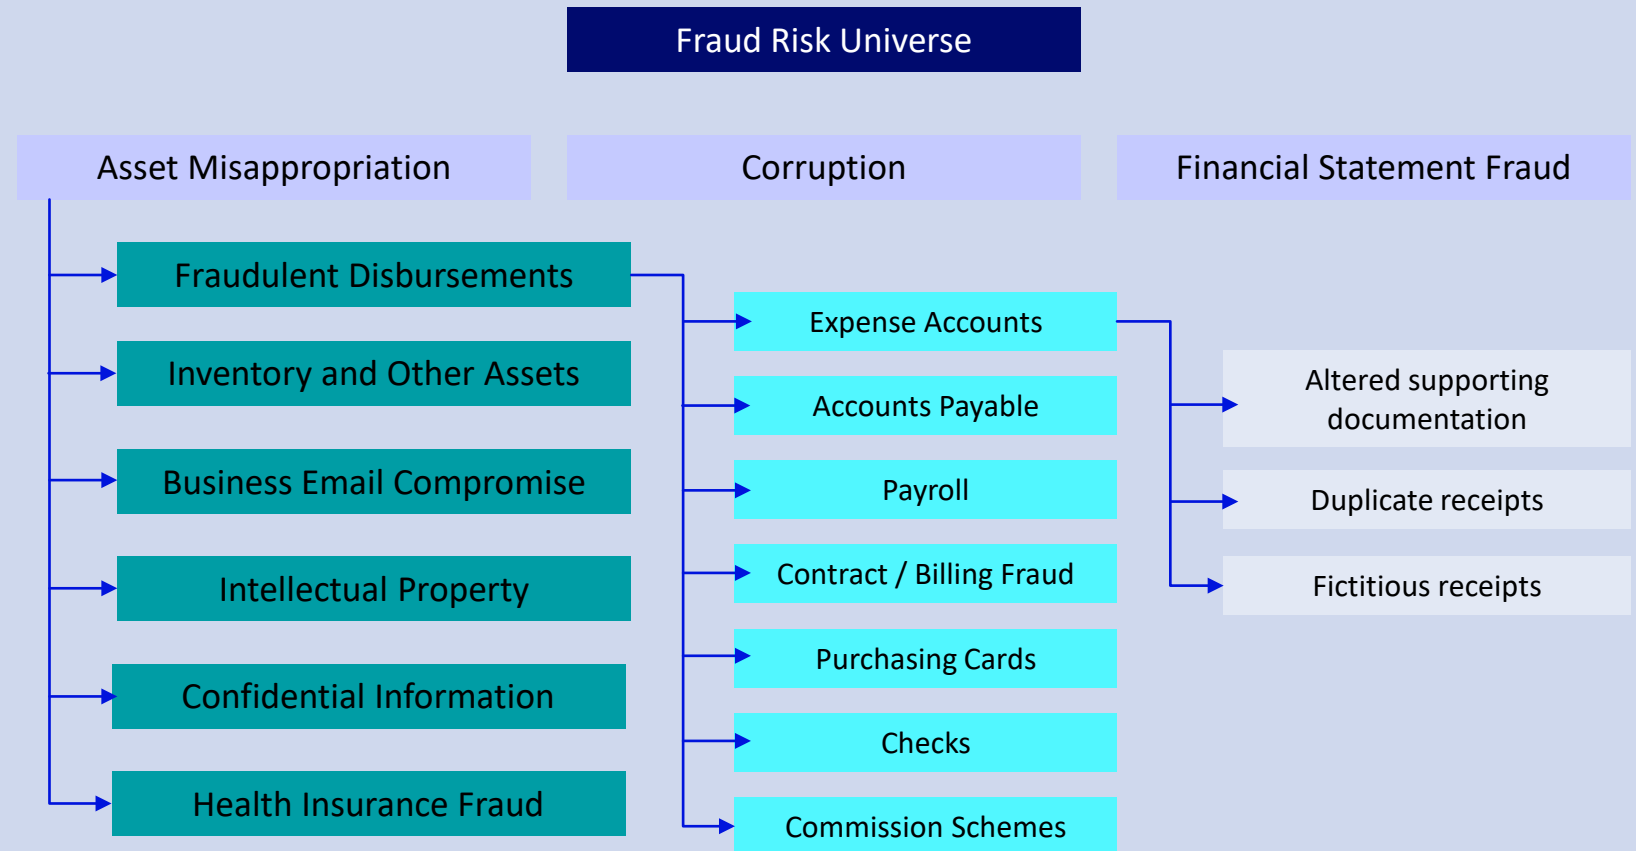 Fraud Risk Universe
Asset Misappropriation
Corruption
Financial Statement Fraud
Fraudulent Disbursements
Inventory and Other Assets
Business Email Compromise
Intellectual Property
Confidential Information
Health Insurance Fraud
Expense Accounts
Accounts Payable
Payroll
Contract / Billing Fraud
Purchasing Cards
Checks
Commission Schemes
Altered supporting
documentation
Duplicate receipts
Fictitious receipts